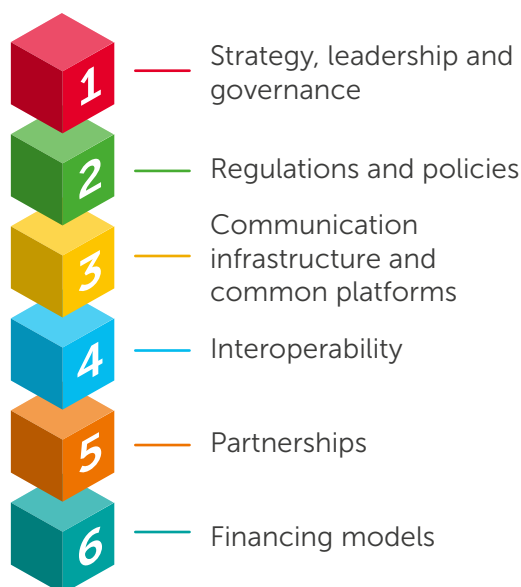 1
Strategy, leadership and
governance
2
Regulations and policies
3
Communication
infrastructure and
common platforms
4
Interoperability
5
Partnerships
6
Financing models